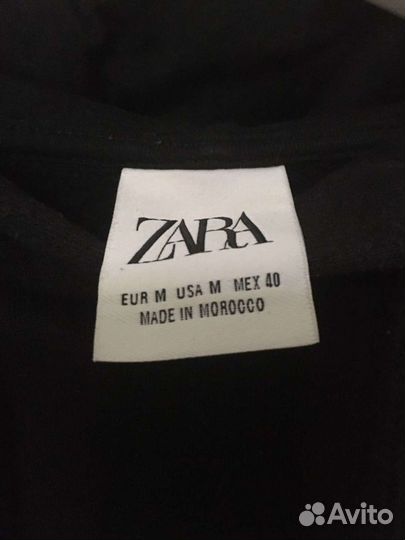 ZARA
EUR M USA M MEX 40
MADE IN MOROCCO
Avito